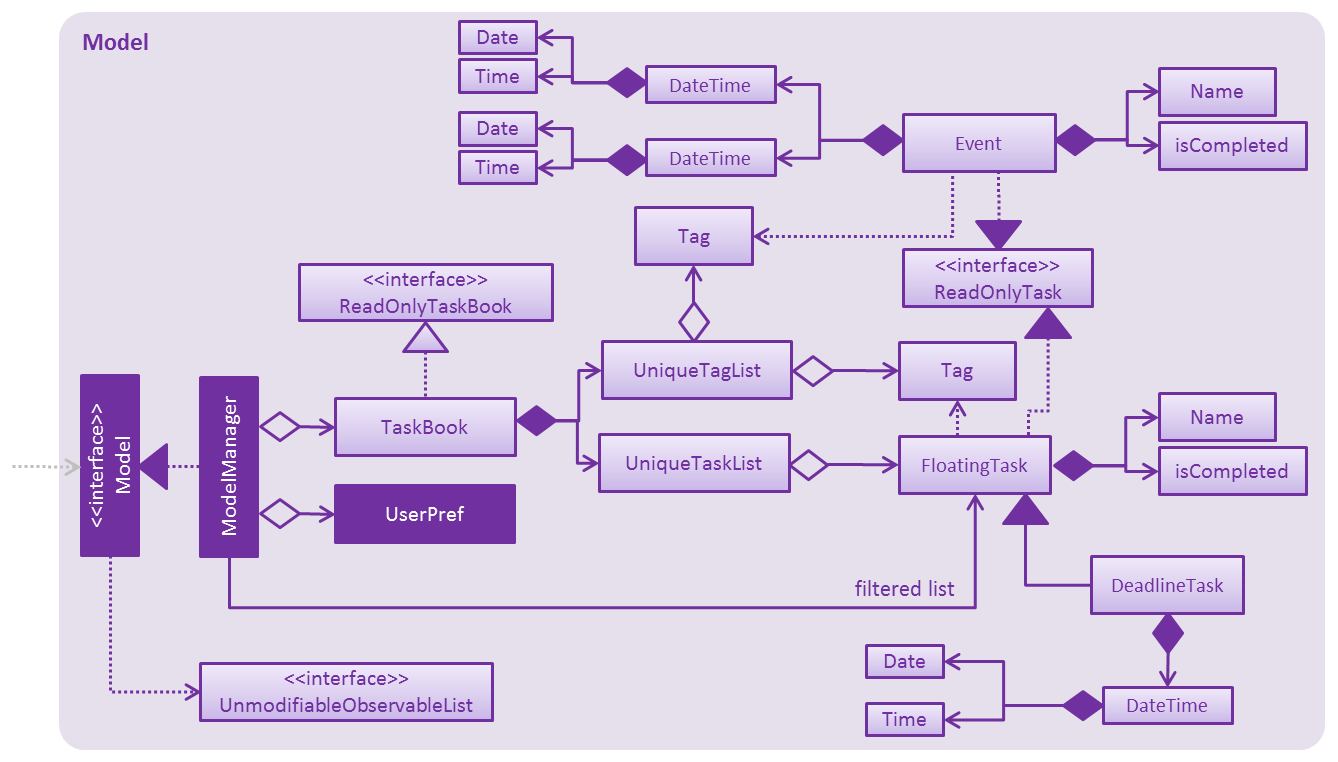 Model
Date
Time
DateTime
Date
Time
DateTime
Event
Name
isCompleted
Tag
<<interface>>
ReadOnlyTask
<<interface>>
ReadOnlyTaskBook
UniqueTagList
Tag
<<interface>>
Model
ModelManager
TaskBook
UniqueTaskList
FloatingTask
Name
isCompleted
UserPref
filtered list
DeadlineTask
<<interface>>
UnmodifiableObservableList
Date
Time
DateTime